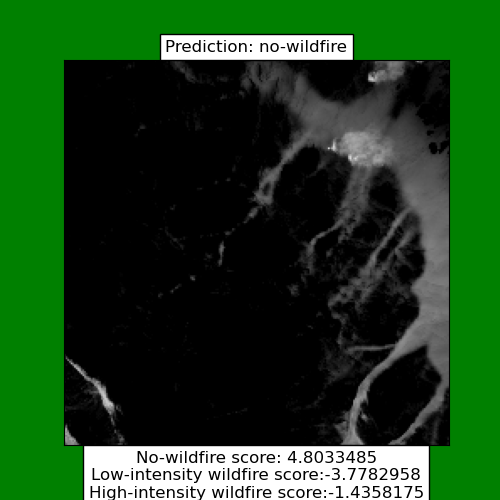 Prediction: no-wildfire
No-wildfire score: 4.8033485
Low-intensity wildfire score:-3.7782958
High-intensity wildfire score:-1.4358175